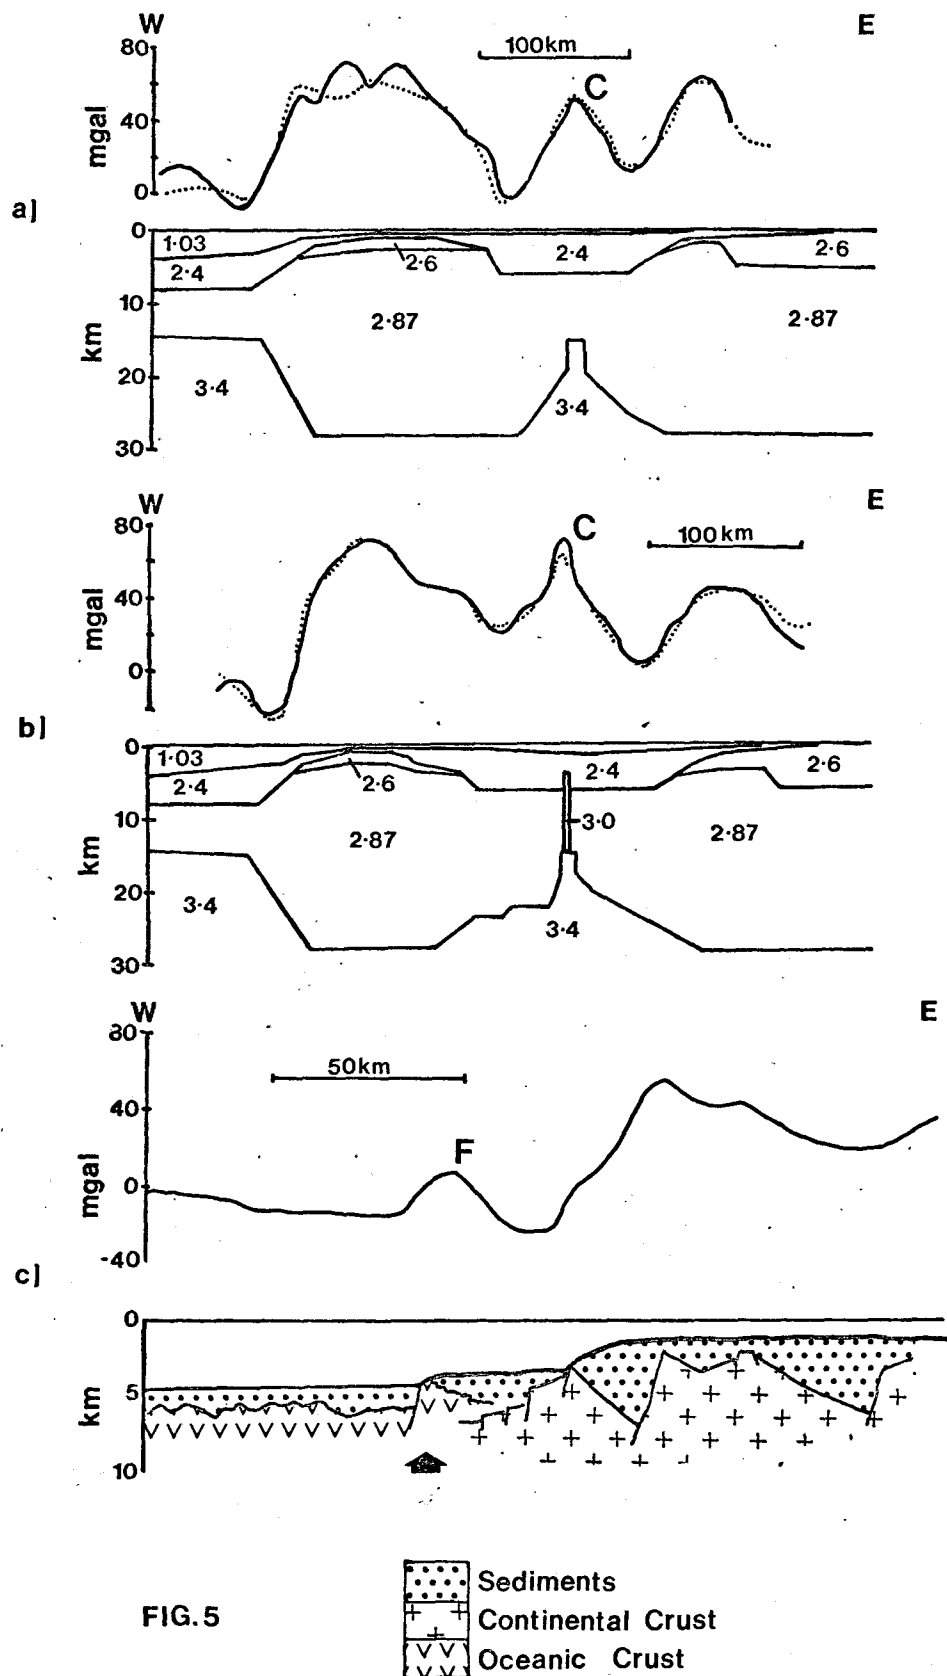 W E
80
100km
C
40
mgal
0
a]
0
1·03
2·4 2·4 2·6
2·6
10
2·87 2·87
km
20
3·4 3·4
30
W E
80
C
100km
40
mgal
0
b]
0
1·03
2·4 2·6 2·4 2·6
10
3·0
2·87 2·87
km
20
3·4 3·4
30
W E
80
50km
40
F
mgal
0
-40
c]
0
km
5
10
Sediments
FIG.5
Continental Crust
Oceanic Crust